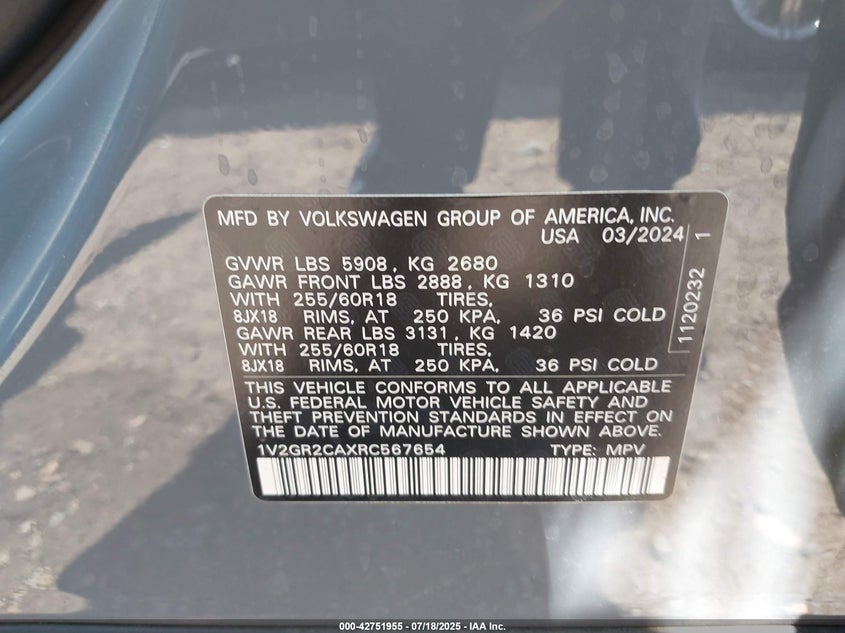 MFD BY VOLKSWAGEN GROUP OF AMERICA, INC.
USA 03/2024
GVWR LBS 5908, KG 2680
GAWR FRONT LBS 2888, KG 1310
WITH 255/60R18 TIRES,
8JX18 RIMS, AT 250 KPA, 36 PSI COLD
GAWR REAR LBS 3131, KG 1420
WITH 255/60R18 TIRES,
8JX18 RIMS, AT 250 KPA, 36 PSI COLD
THIS VEHICLE CONFORMS TO ALL APPLICABLE
U.S. FEDERAL MOTOR VEHICLE SAFETY AND
THEFT PREVENTION STANDARDS IN EFFECT ON
THE DATE OF MANUFACTURE SHOWN ABOVE.
1V2GR2CAXRC567654 TYPE: MPV
1120232 1
000-42751955 - 07/18/2025 - IAA Inc.